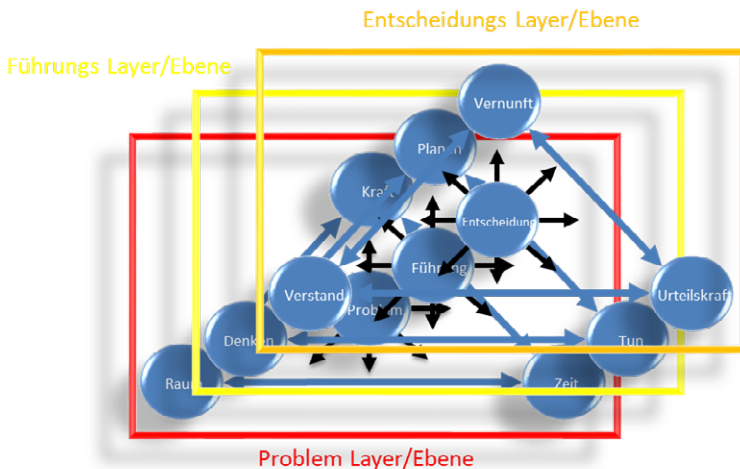 Entscheidungs Layer/Ebene
Führungs Layer/Ebene
Vernunft
Planen
Kraft
Entscheidung
Führung
Verstand
Urteilskraft
Problem
Denken
Tun
Raum
Zeit
Problem Layer/Ebene